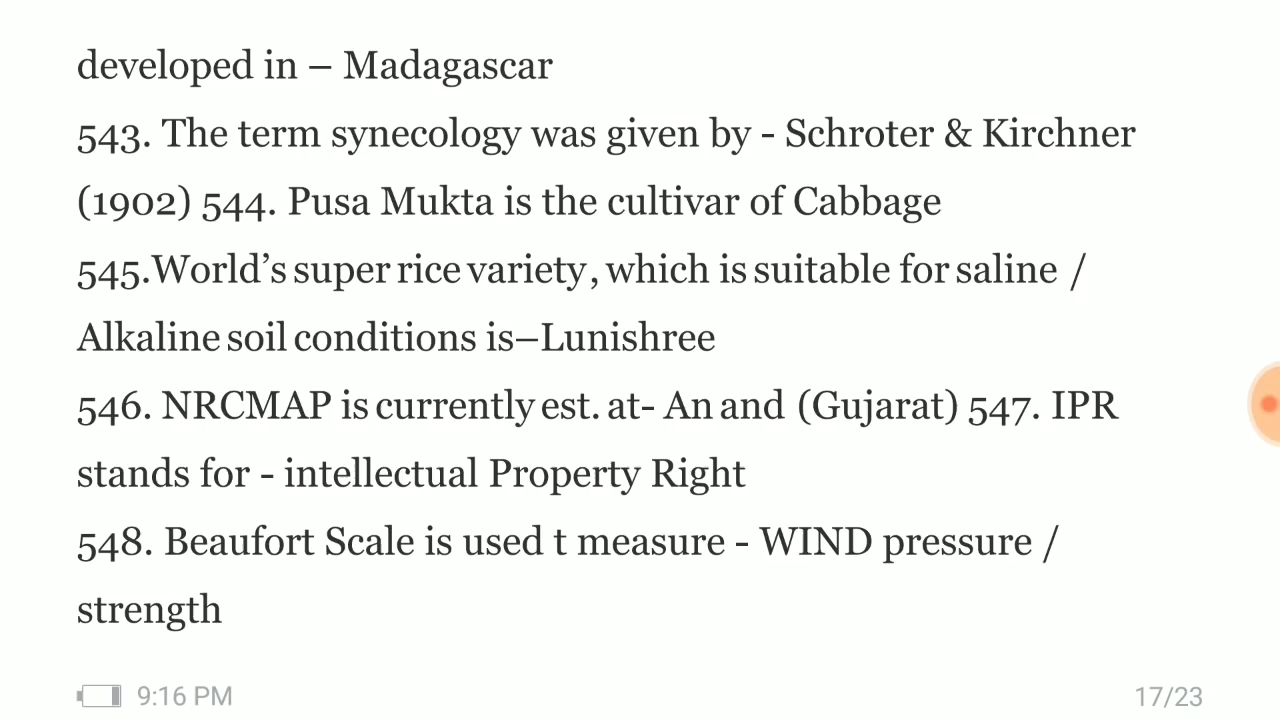 developed in – Madagascar
543. The term synecology was given by - Schroter & Kirchner
(1902) 544. Pusa Mukta is the cultivar of Cabbage
545.World’s super rice variety, which is suitable for saline /
Alkaline soil conditions is–Lunishree
546. NRCMAP is currently est. at- An and (Gujarat) 547. IPR
stands for - intellectual Property Right
548. Beaufort Scale is used t measure - WIND pressure /
strength
9:16 PM
17/23